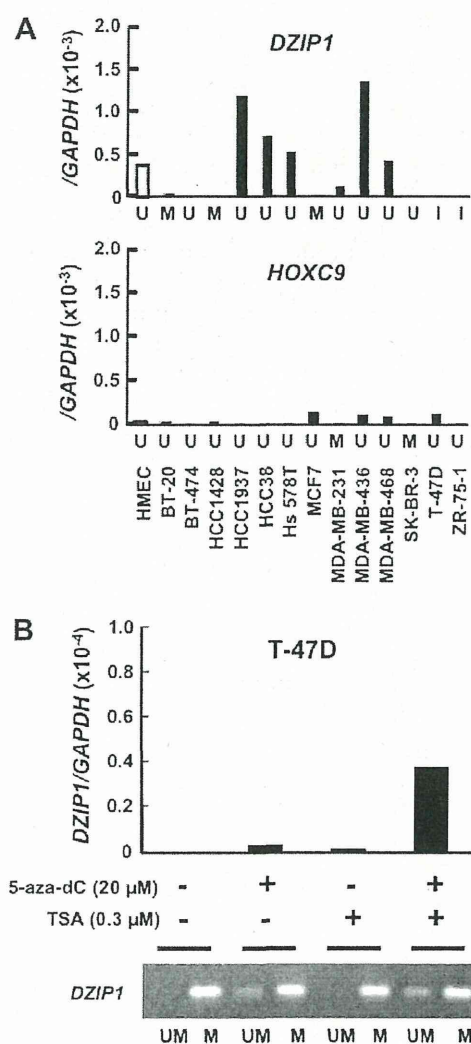 A
DZIP1
/GAPDH (x10-3)
2.0
1.5
1.0
0.5
0
U M U M U U U M U U U U I I
HOXC9
/GAPDH (x10-3)
2.0
1.5
1.0
0.5
0
U U U U U U U U M U U M U U
HMEC
BT-20
BT-474
HCC1428
HCC1937
HCC38
Hs 578T
MCF7
MDA-MB-231
MDA-MB-436
MDA-MB-468
SK-BR-3
T-47D
ZR-75-1
B
T-47D
DZIP1/GAPDH (x10-4)
1.0
0.8
0.6
0.4
0.2
0
5-aza-dC (20 µM) - + - +
TSA (0.3 µM) - - + +
DZIP1
UM M UM M UM M UM M